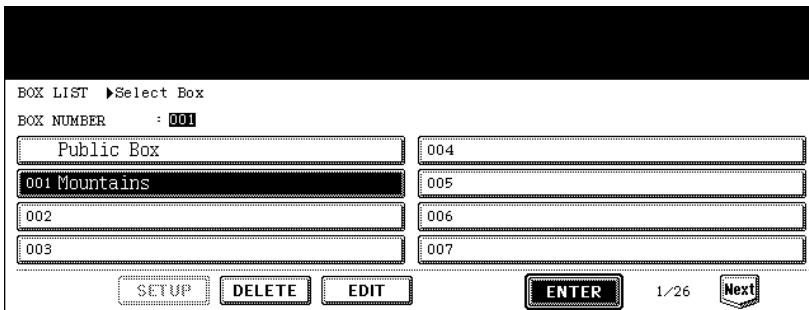 BOX LIST ▶Select Box
BOX NUMBER : 001
Public Box
004
001 Mountains
005
002
006
003
007
SETUP DELETE EDIT ENTER 1/26 Next